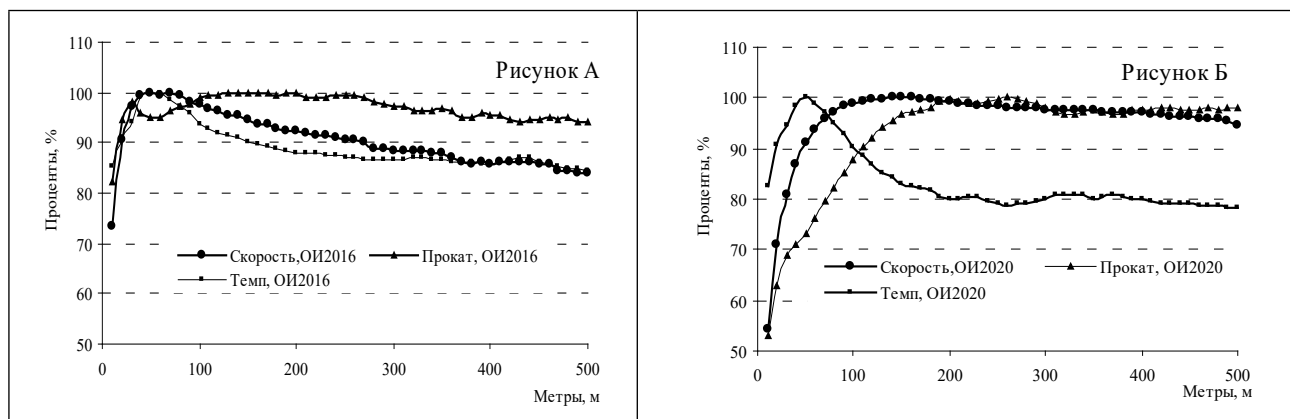 Рисунок А
Проценты, %
110
100
90
80
70
60
50
0 100 200 300 400 500
Метры, м
Скорость,ОИ2016 Прокат, ОИ2016
Темп, ОИ2016
Рисунок Б
Проценты, %
110
100
90
80
70
60
50
0 100 200 300 400 500
Метры, м
Скорость,ОИ2020 Прокат, ОИ2020
Темп, ОИ2020